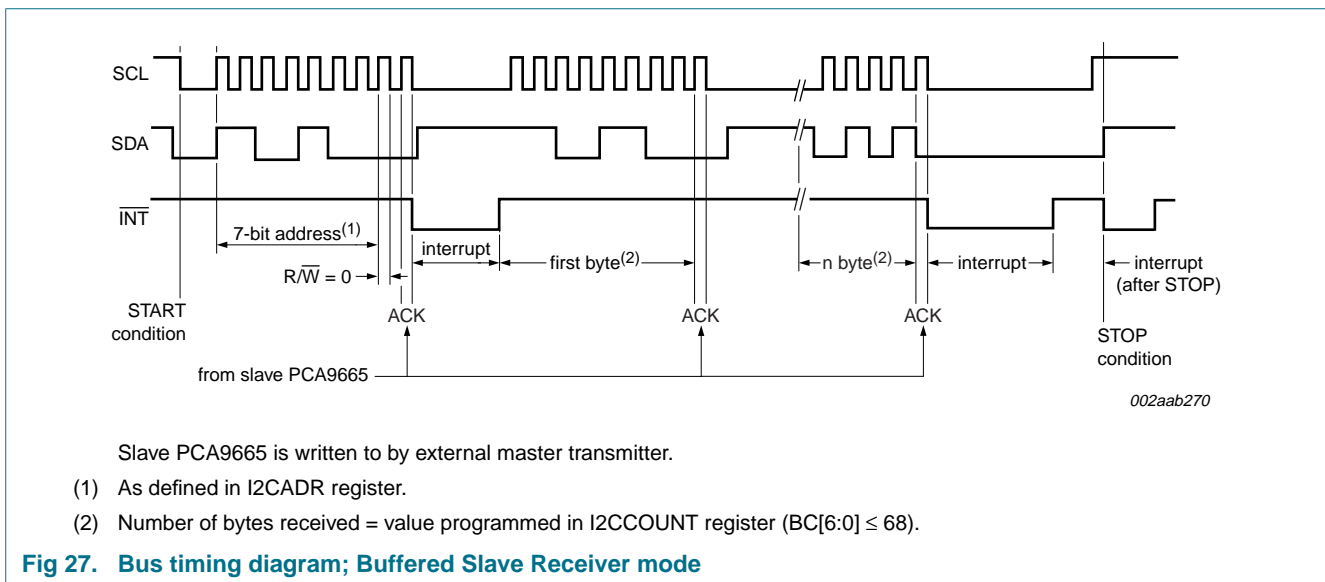 SCL
SDA
INT
7-bit address(1)
R/W = 0
interrupt
first byte(2)
n byte(2)
interrupt
interrupt
(after STOP)
START
condition
ACK
ACK
ACK
STOP
condition
from slave PCA9665
002aab270
Slave PCA9665 is written to by external master transmitter.
(1) As defined in I2CADR register.
(2) Number of bytes received = value programmed in I2CCOUNT register (BC[6:0] ≤ 68).
Fig 27. Bus timing diagram; Buffered Slave Receiver mode